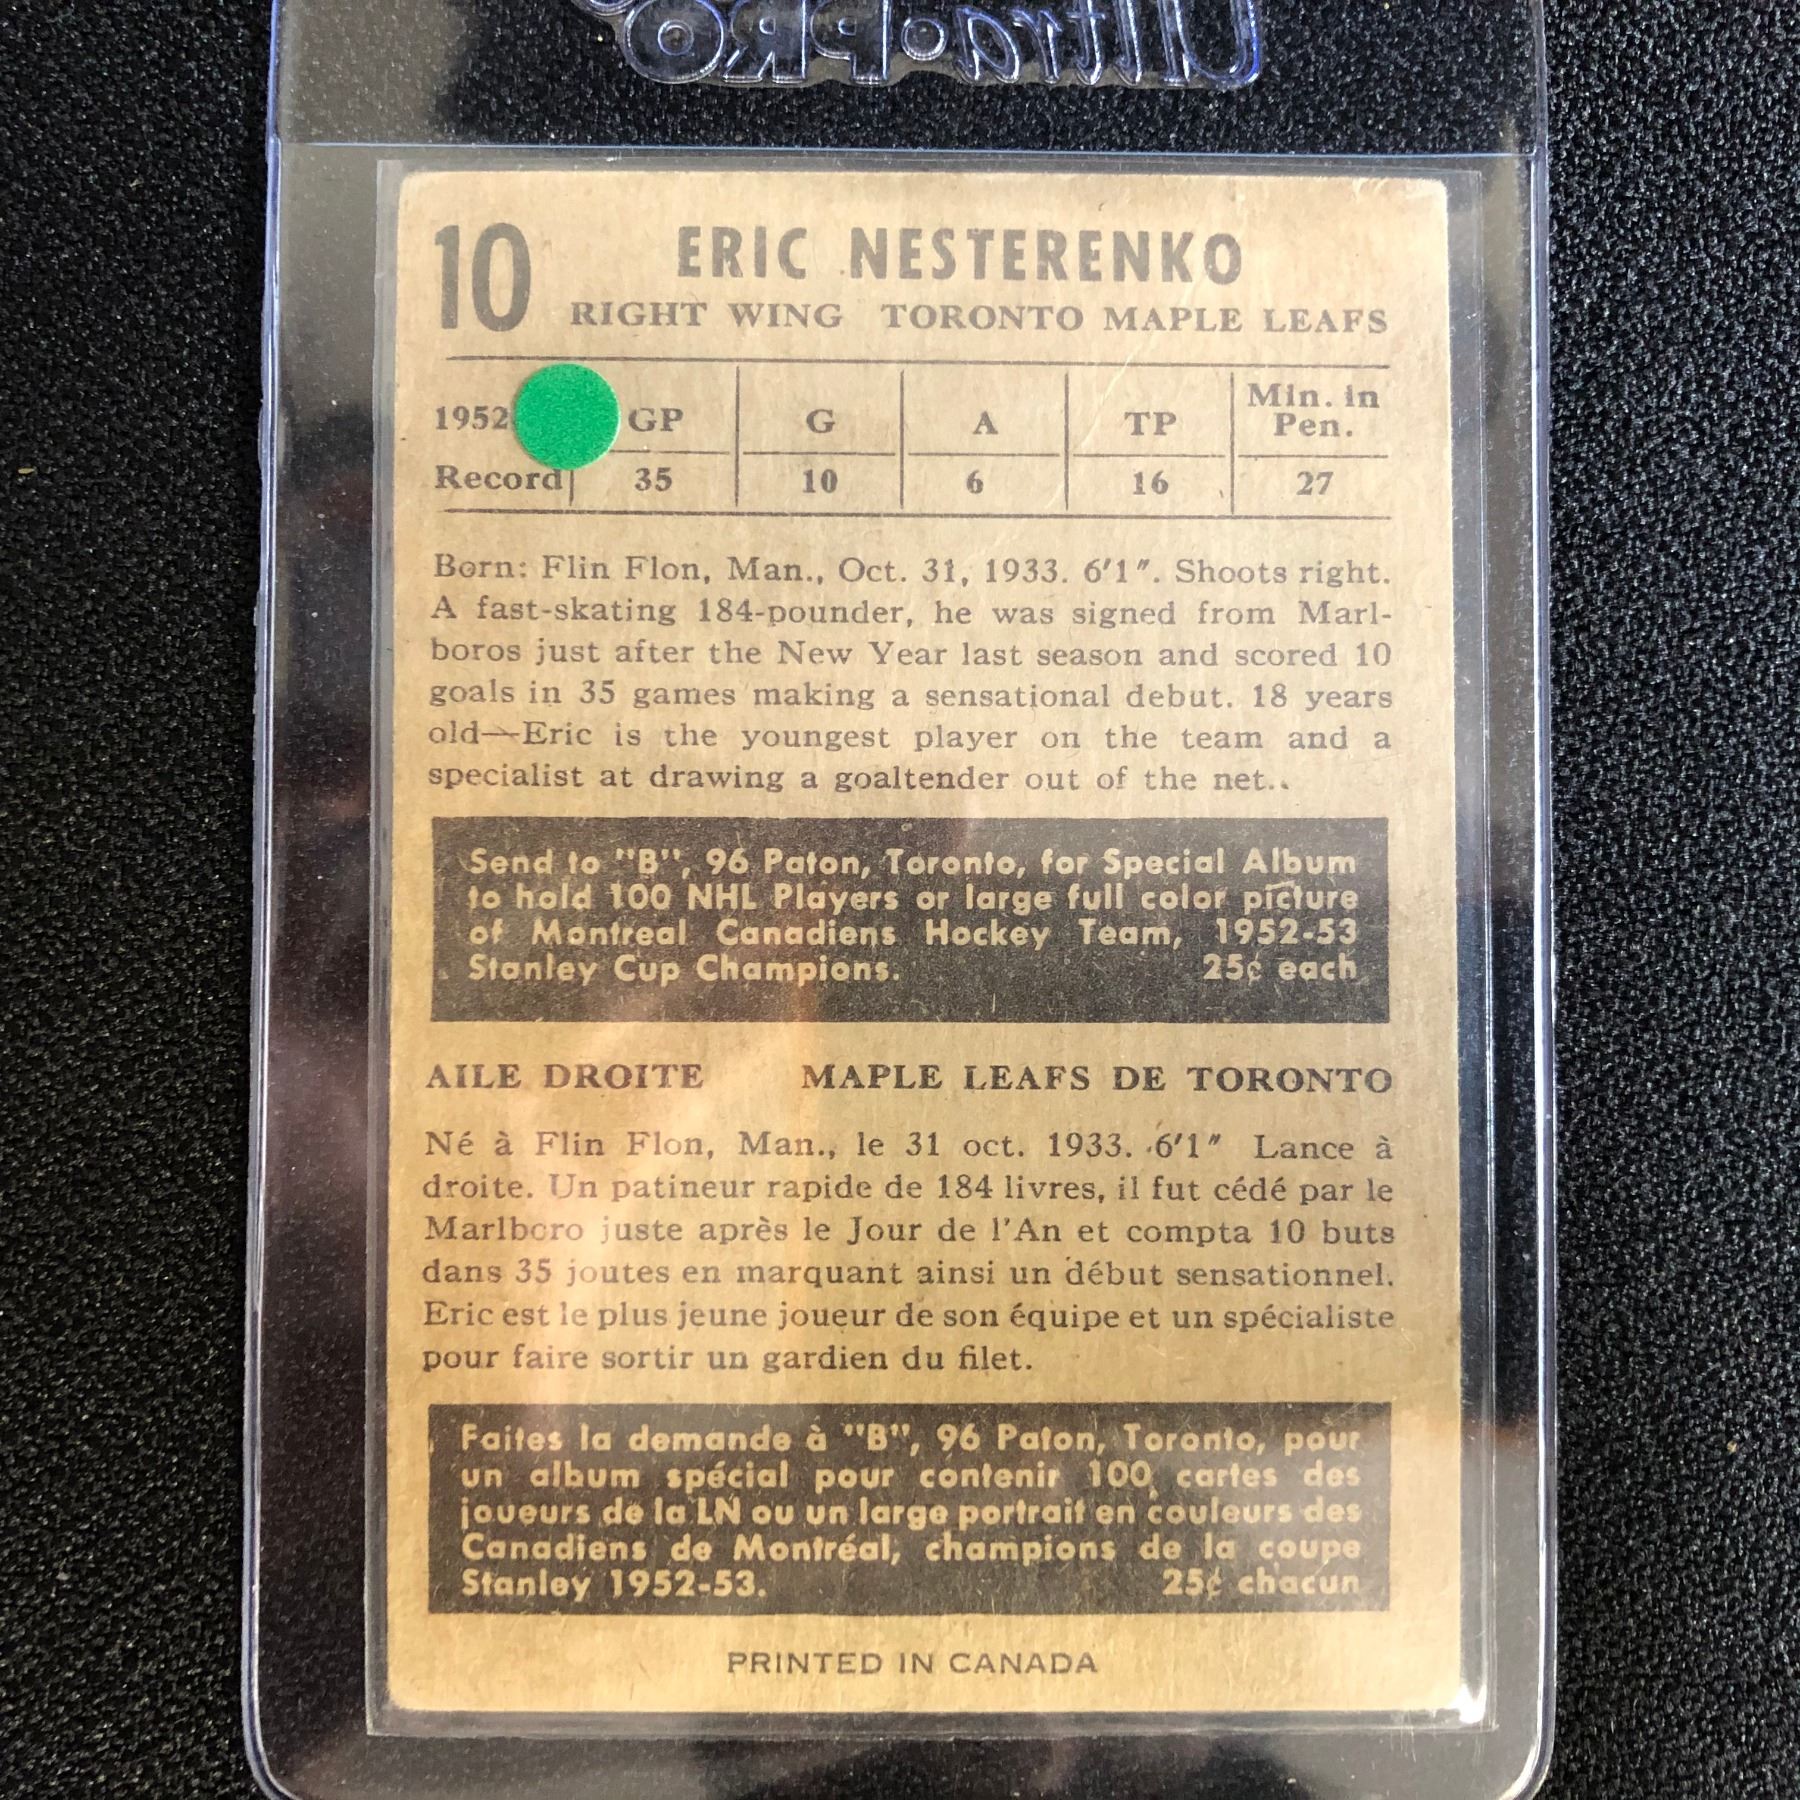 Ultra·PRO
10 ERIC NESTERENKO
RIGHT WING TORONTO MAPLE LEAFS
1952 GP G A TP Min. in Pen.
Record 35 10 6 16 27
Born: Flin Flon, Man., Oct. 31, 1933. 6'1". Shoots right.
A fast-skating 184-pounder, he was signed from Marl-
boros just after the New Year last season and scored 10
goals in 35 games making a sensational debut. 18 years
old—Eric is the youngest player on the team and a
specialist at drawing a goaltender out of the net..
Send to "B", 96 Paton, Toronto, for Special Album
to hold 100 NHL Players or large full color picture
of Montreal Canadiens Hockey Team, 1952-53
Stanley Cup Champions. 25¢ each
AILE DROITE MAPLE LEAFS DE TORONTO
Né à Flin Flon, Man., le 31 oct. 1933. 6'1" Lance à
droite. Un patineur rapide de 184 livres, il fut cédé par le
Marlboro juste après le Jour de l'An et compta 10 buts
dans 35 joutes en marquant ainsi un début sensationnel.
Eric est le plus jeune joueur de son équipe et un spécialiste
pour faire sortir un gardien du filet.
Faites la demande à "B", 96 Paton, Toronto, pour
un album spécial pour contenir 100 cartes des
joueurs de la LN ou un large portrait en couleurs des
Canadiens de Montréal, champions de la coupe
Stanley 1952-53. 25¢ chacun
PRINTED IN CANADA